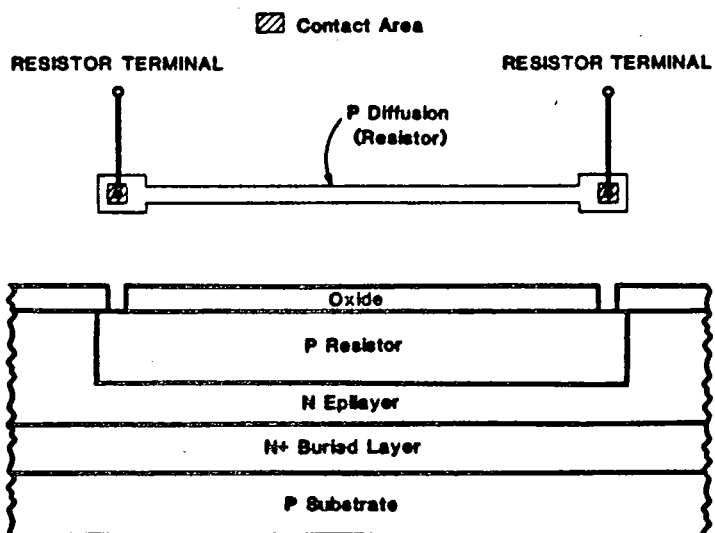 Contact Area
RESISTOR TERMINAL
RESISTOR TERMINAL
P Diffusion
(Resistor)
Oxide
P Resistor
N Epilayer
N+ Buried Layer
P Substrate